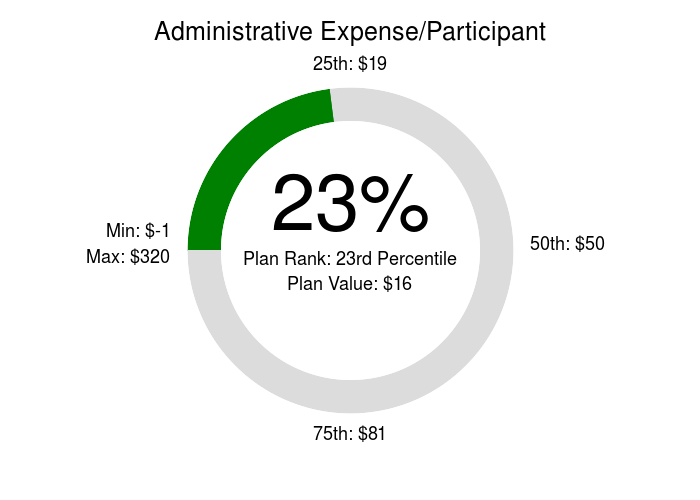 Administrative Expense/Participant
25th: $19
23%
Min: $-1
Max: $320
Plan Rank: 23rd Percentile
Plan Value: $16
50th: $50
75th: $81